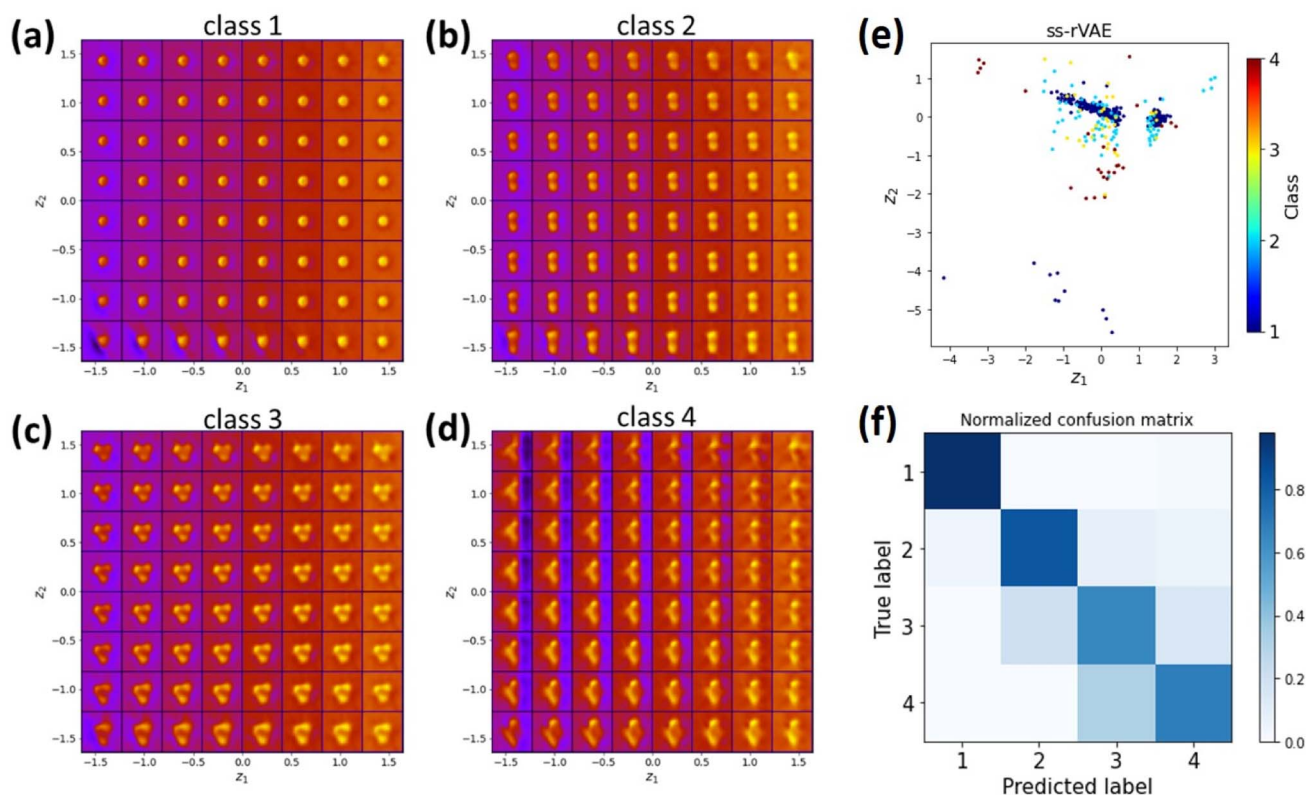 (a)
class 1
z2
1.5
1.0
0.5
0.0
−0.5
−1.0
−1.5
−1.5 −1.0 −0.5 0.0 0.5 1.0 1.5
z1
(b)
class 2
z2
1.5
1.0
0.5
0.0
−0.5
−1.0
−1.5
−1.5 −1.0 −0.5 0.0 0.5 1.0 1.5
z1
(e)
ss-rVAE
z2
1
0
−1
−2
−3
−4
−5
−4 −3 −2 −1 0 1 2 3
z1
4
3
2
1
Class
(c)
class 3
z2
1.5
1.0
0.5
0.0
−0.5
−1.0
−1.5
−1.5 −1.0 −0.5 0.0 0.5 1.0 1.5
z1
(d)
class 4
z2
1.5
1.0
0.5
0.0
−0.5
−1.0
−1.5
−1.5 −1.0 −0.5 0.0 0.5 1.0 1.5
z1
(f)
Normalized confusion matrix
True label
1
2
3
4
1 2 3 4
Predicted label
0.8
0.6
0.4
0.2
0.0